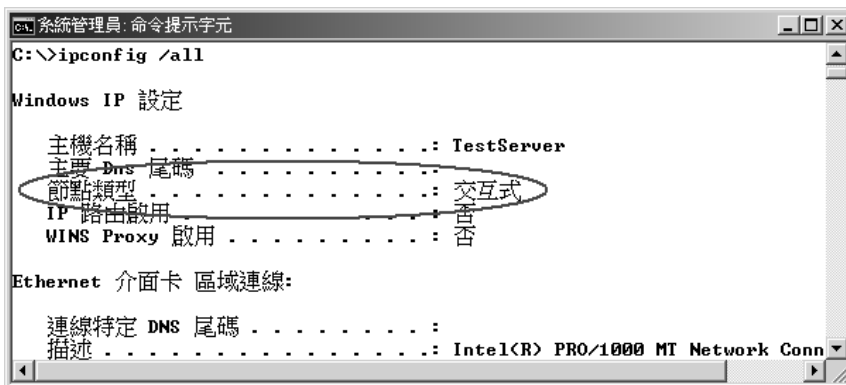 系統管理員: 命令提示字元
C:\>ipconfig /all
Windows IP 設定
主機名稱 . . . . . . . . . . . . . .: TestServer
主要 Dns 尾碼 . . . . . . . . . . . .:
節點類型 . . . . . . . . . . . . . .: 交互式
IP 路由啟用 . . . . . . . . . . . . .: 否
WINS Proxy 啟用 . . . . . . . . . .: 否
Ethernet 介面卡 區域連線:
連線特定 DNS 尾碼 . . . . . . . . . :
描述 . . . . . . . . . . . . . . . .: Intel(R) PRO/1000 MT Network Conn